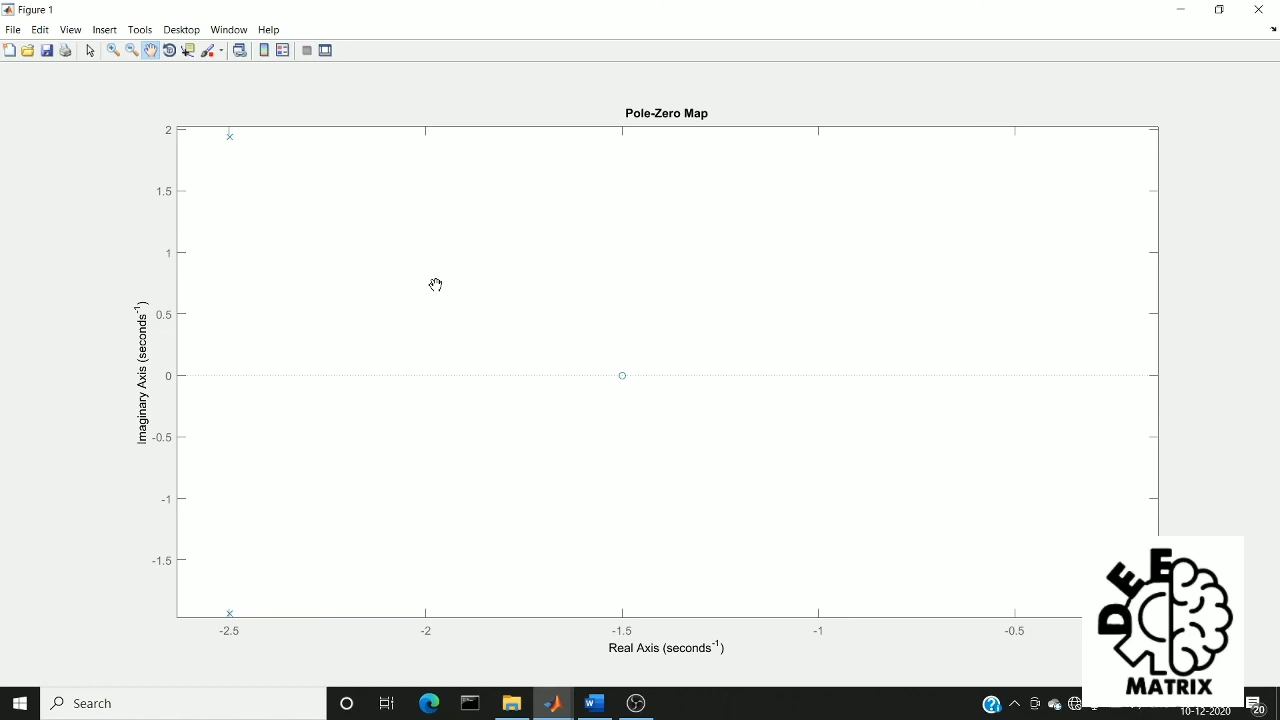 Figure 1
File Edit View Insert Tools Desktop Window Help
Pole-Zero Map
2
1.5
1
0.5
0
-0.5
-1
-1.5
Imaginary Axis (seconds⁻¹)
-2.5 -2 -1.5 -1 -0.5
Real Axis (seconds⁻¹)
DEE
MATRIX
Search
10-12-2020
20